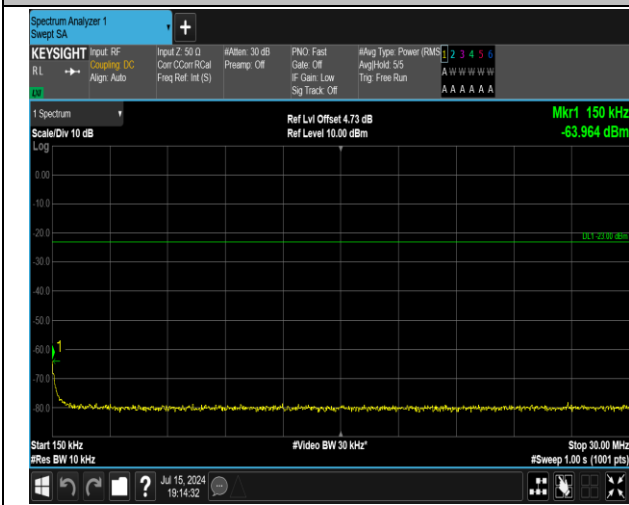 Spectrum Analyzer 1
Swept SA
+
KEYSIGHT
RL
Input: RF
Coupling: DC
Align: Auto
Input Z: 50 Ω
Corr CCorr RCal
Freq Ref: Int (S)
#Atten: 30 dB
Preamp: Off
PNO: Fast
Gate: Off
IF Gain: Low
Sig Track: Off
#Avg Type: Power (RMS
Avg|Hold: 5/5
Trig: Free Run
1 2 3 4 5 6
A W W W W W
A A A A A A
1 Spectrum
Scale/Div 10 dB
Ref Lvl Offset 4.73 dB
Ref Level 10.00 dBm
Mkr1 150 kHz
-63.964 dBm
Log
0.00
-10.0
-20.0
DL1 -23.00 dBm
-30.0
-40.0
-50.0
-60.0
1
-70.0
-80.0
Start 150 kHz
#Video BW 30 kHz*
Stop 30.00 MHz
#Res BW 10 kHz
#Sweep 1.00 s (1001 pts)
?
Jul 15, 2024
19:14:32